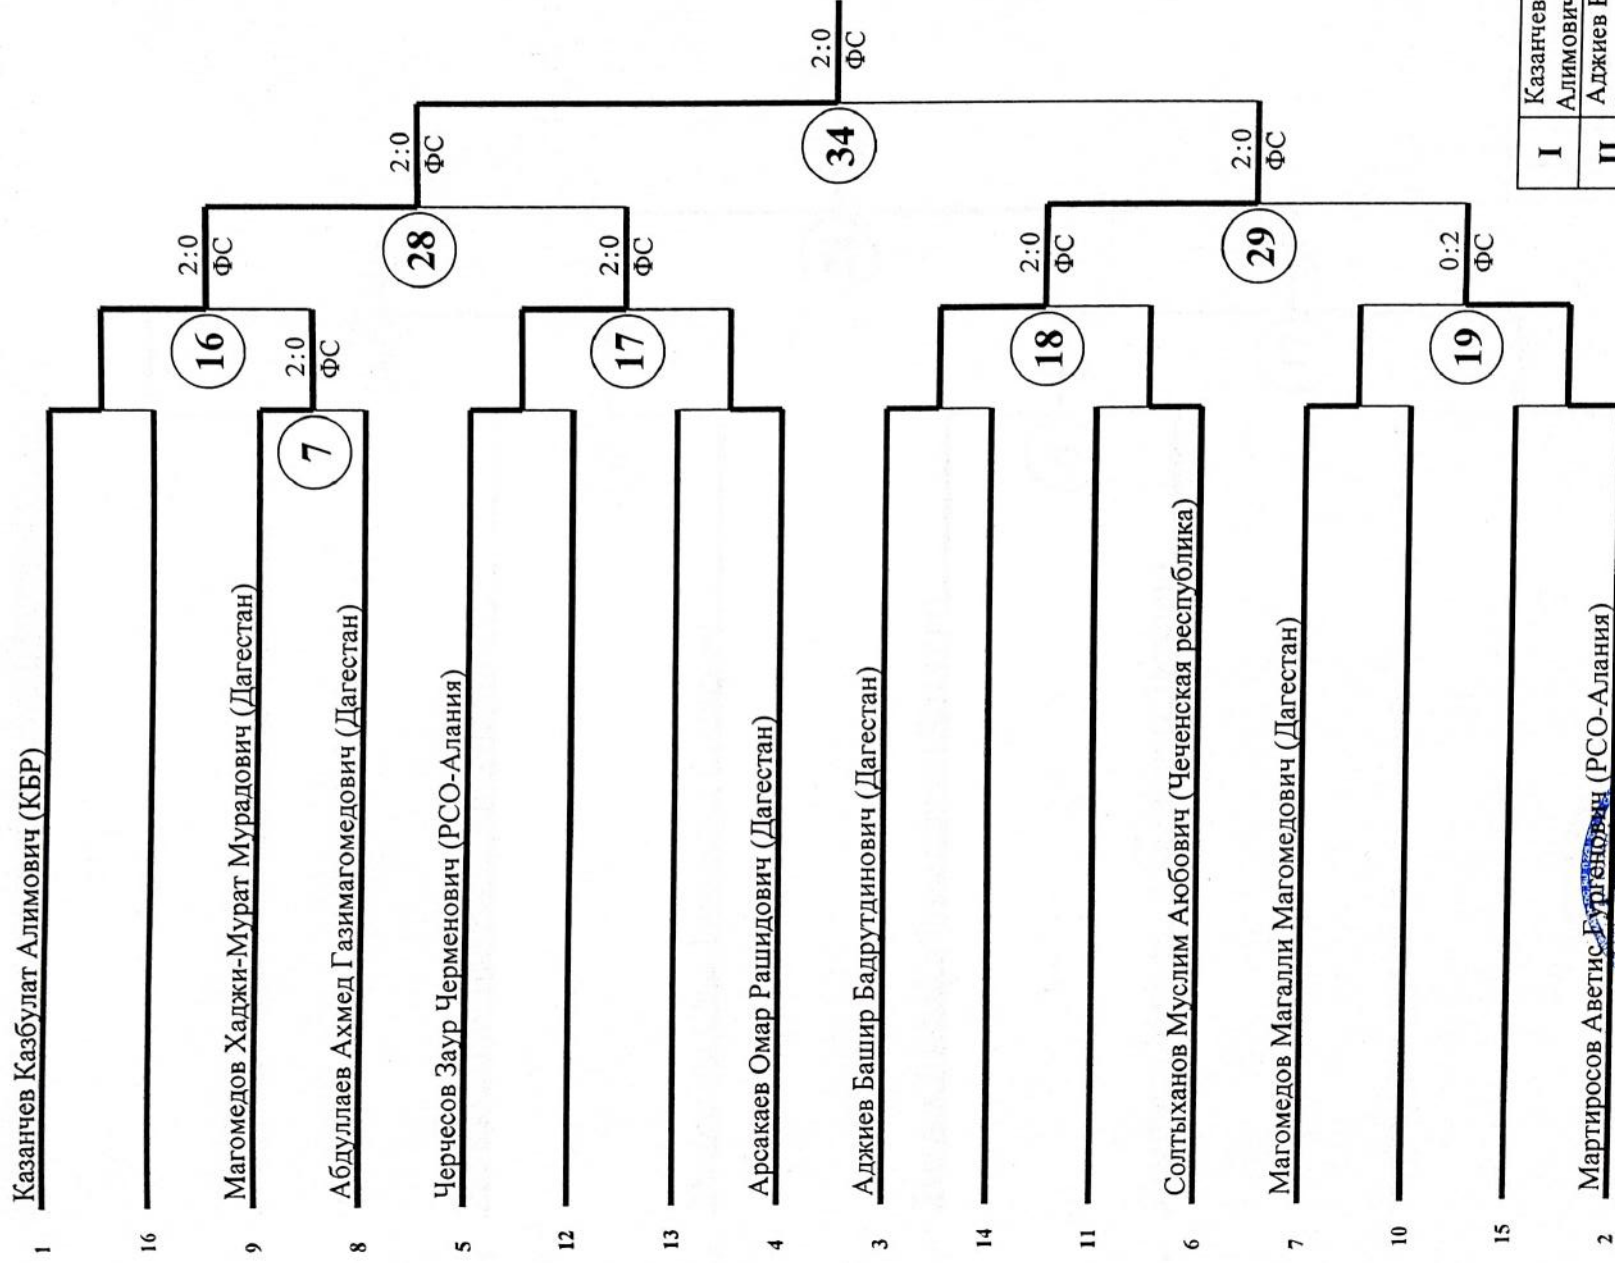 1 Казанчев Казбулат Алимович (КБР)
16
9 Магомедов Хаджи-Мурат Мурадович (Дагестан)
8 Абдуллаев Ахмед Газимагомедович (Дагестан)
5 Черчесов Заур Черменович (РСО-Алания)
12
13
4 Арсакаев Омар Рашидович (Дагестан)
3 Аджиев Башир Бадрутдинович (Дагестан)
14
11
6 Солтыханов Муслим Аюбович (Чеченская республика)
7 Магомедов Магалли Магомедович (Дагестан)
10
15
2 Мартиросов Аветис Гургенович (РСО-Алания)
7
2:0
ФС
16
2:0
ФС
17
2:0
ФС
18
2:0
ФС
19
0:2
ФС
28
2:0
ФС
29
2:0
ФС
34
2:0
ФС
I Казанчев
Алимович
II Аджиев